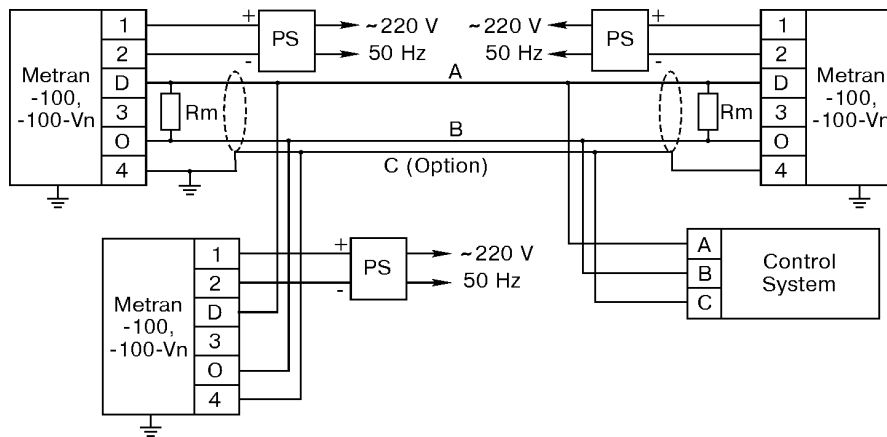 Metran
-100,
-100-Vn
1
2
D
3
O
4
+
-
PS
~220 V
50 Hz
Rm
A
B
C (Option)
~220 V
50 Hz
PS
+
-
Rm
1
2
D
3
O
4
Metran
-100,
-100-Vn
Metran
-100,
-100-Vn
1
2
D
3
O
4
+
-
PS
~220 V
50 Hz
A
B
C
Control
System